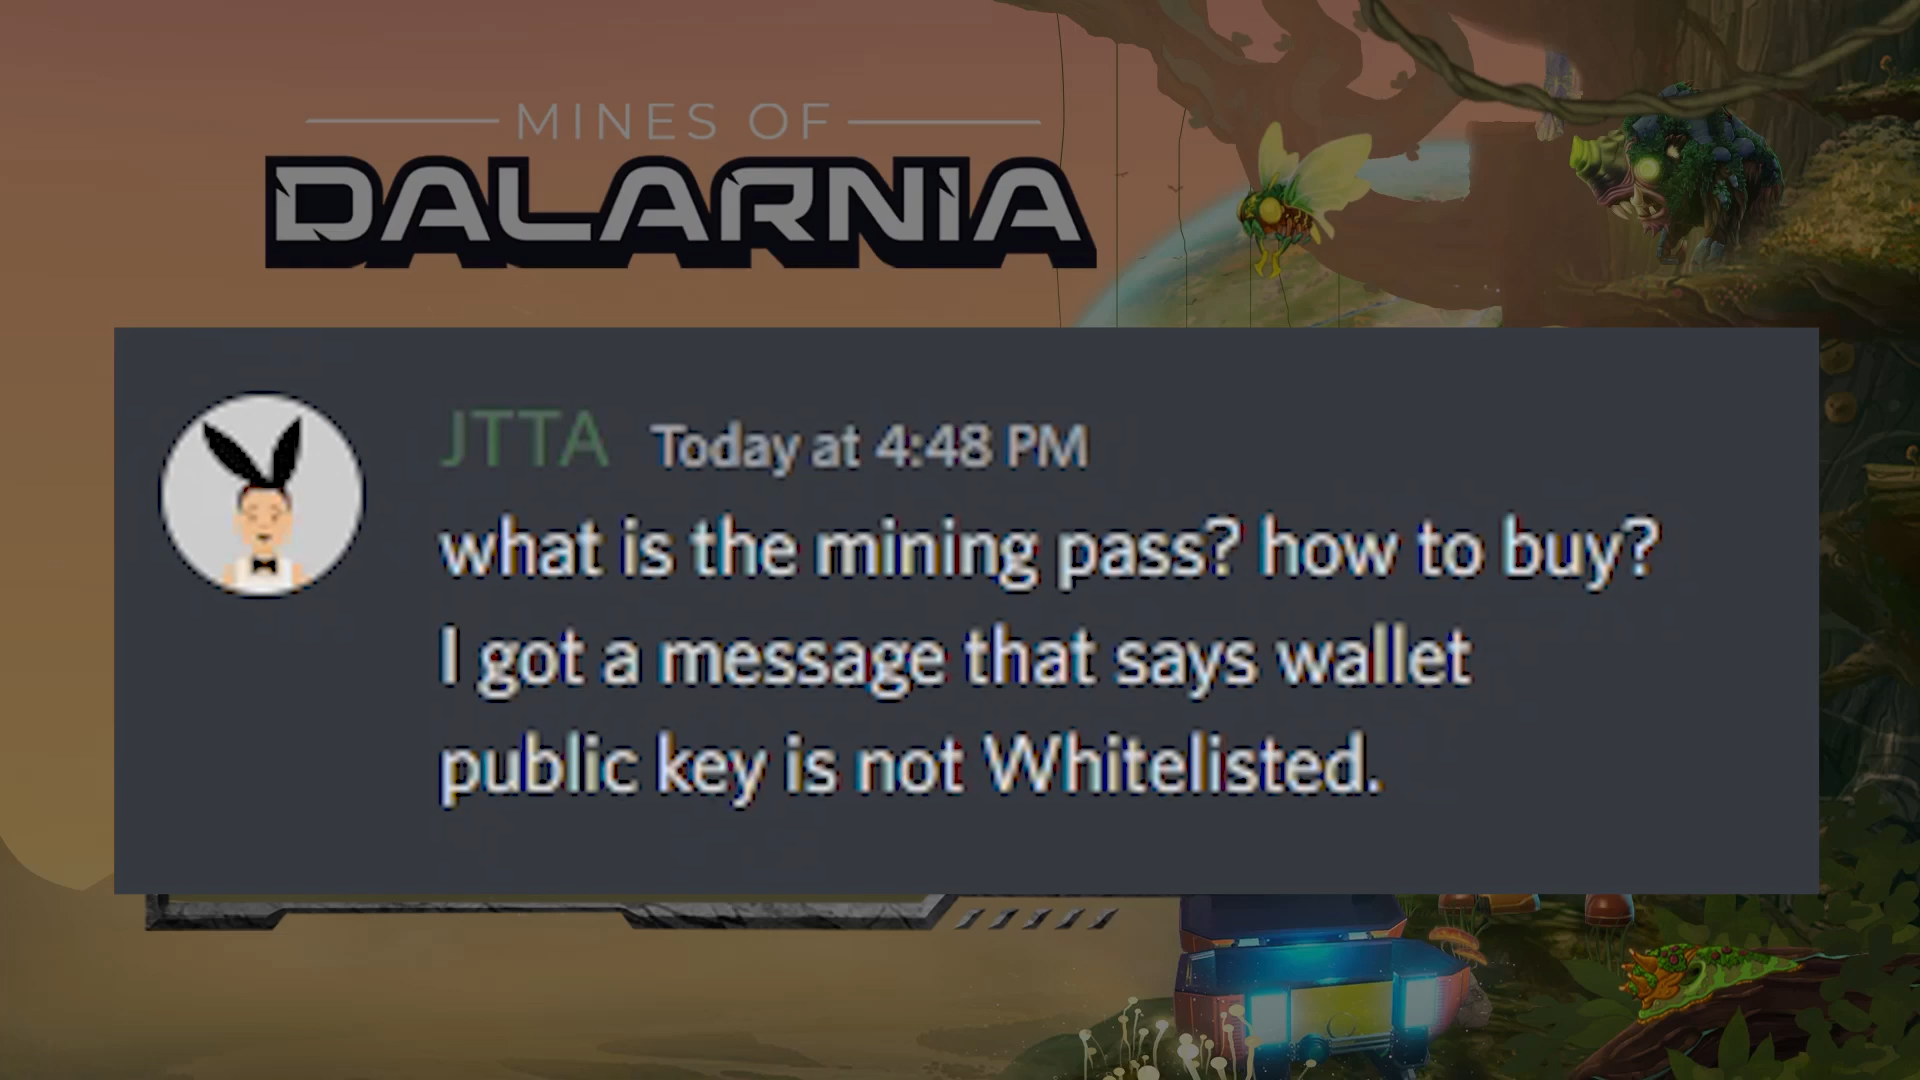 MINES OF
DALARNIA
JTTA Today at 4:48 PM
what is the mining pass? how to buy?
I got a message that says wallet
public key is not Whitelisted.